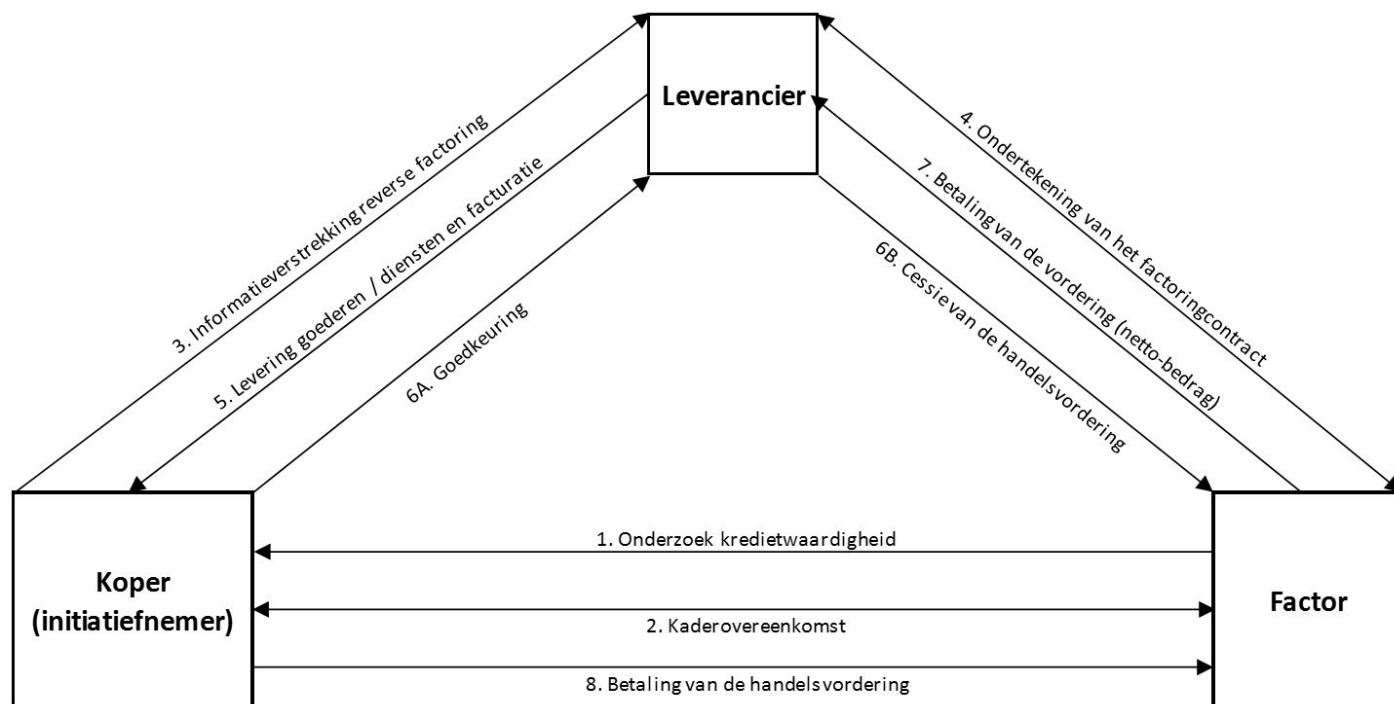 Leverancier
3. Informatieverstrekking reverse factoring
5. Levering goederen / diensten en facturatie
6A. Goedkeuring
4. Ondertekening van het factoringcontract
7. Betaling van de vordering (netto-bedrag)
6B. Cessie van de handelsvordering
1. Onderzoek kredietwaardigheid
Koper
(initiatiefnemer)
Factor
2. Kaderovereenkomst
8. Betaling van de handelsvordering